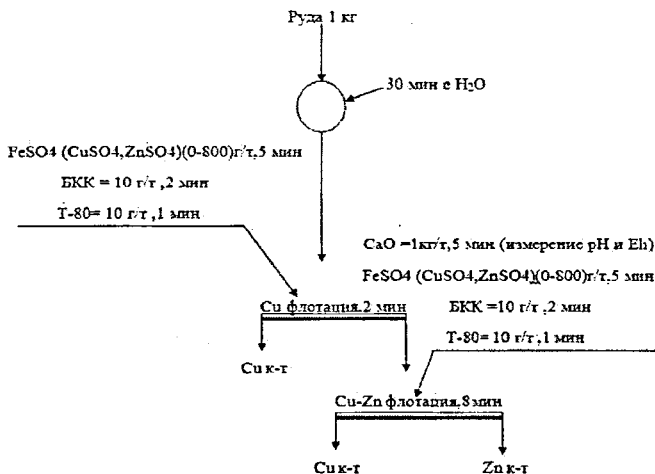 Руда 1 кг
30 мин с H2O
FeSO4 (CuSO4,ZnSO4)(0-800)г/т,5 мин
БКК = 10 г/т ,2 мин
Т-80= 10 г/т ,1 мин
CaO =1кг/т,5 мин (измерение pH и Eh)
FeSO4 (CuSO4,ZnSO4)(0-800)г/т,5 мин
БКК =10 г/т ,2 мин
Т-80= 10 г/т ,1 мин
Cu флотация,2 мин
Cu к-т
Cu-Zn флотация,8мин
Cu к-т
Zn к-т